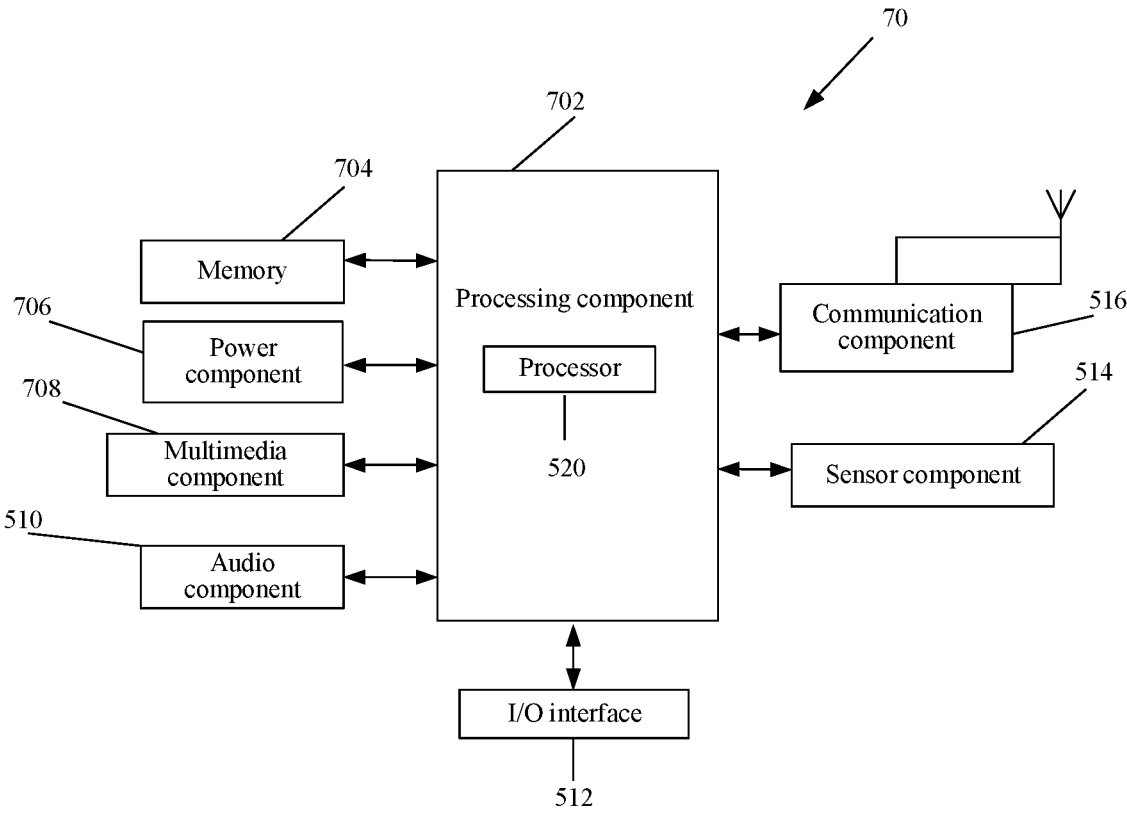 70
702
704
Memory
Processing component
706
Power
component
Communication
component
516
Processor
708
514
Multimedia
component
520
Sensor component
510
Audio
component
I/O interface
512